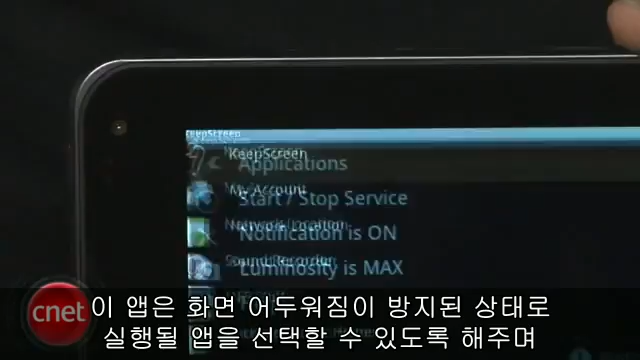 KeepScreen
KeepScreen
Applications
My Account
Start / Stop Service
Network Location
Notification is ON
Sound Recorder
Luminosity is MAX
cnet
이 앱은 화면 어두워짐이 방지된 상태로
실행될 앱을 선택할 수 있도록 해주며